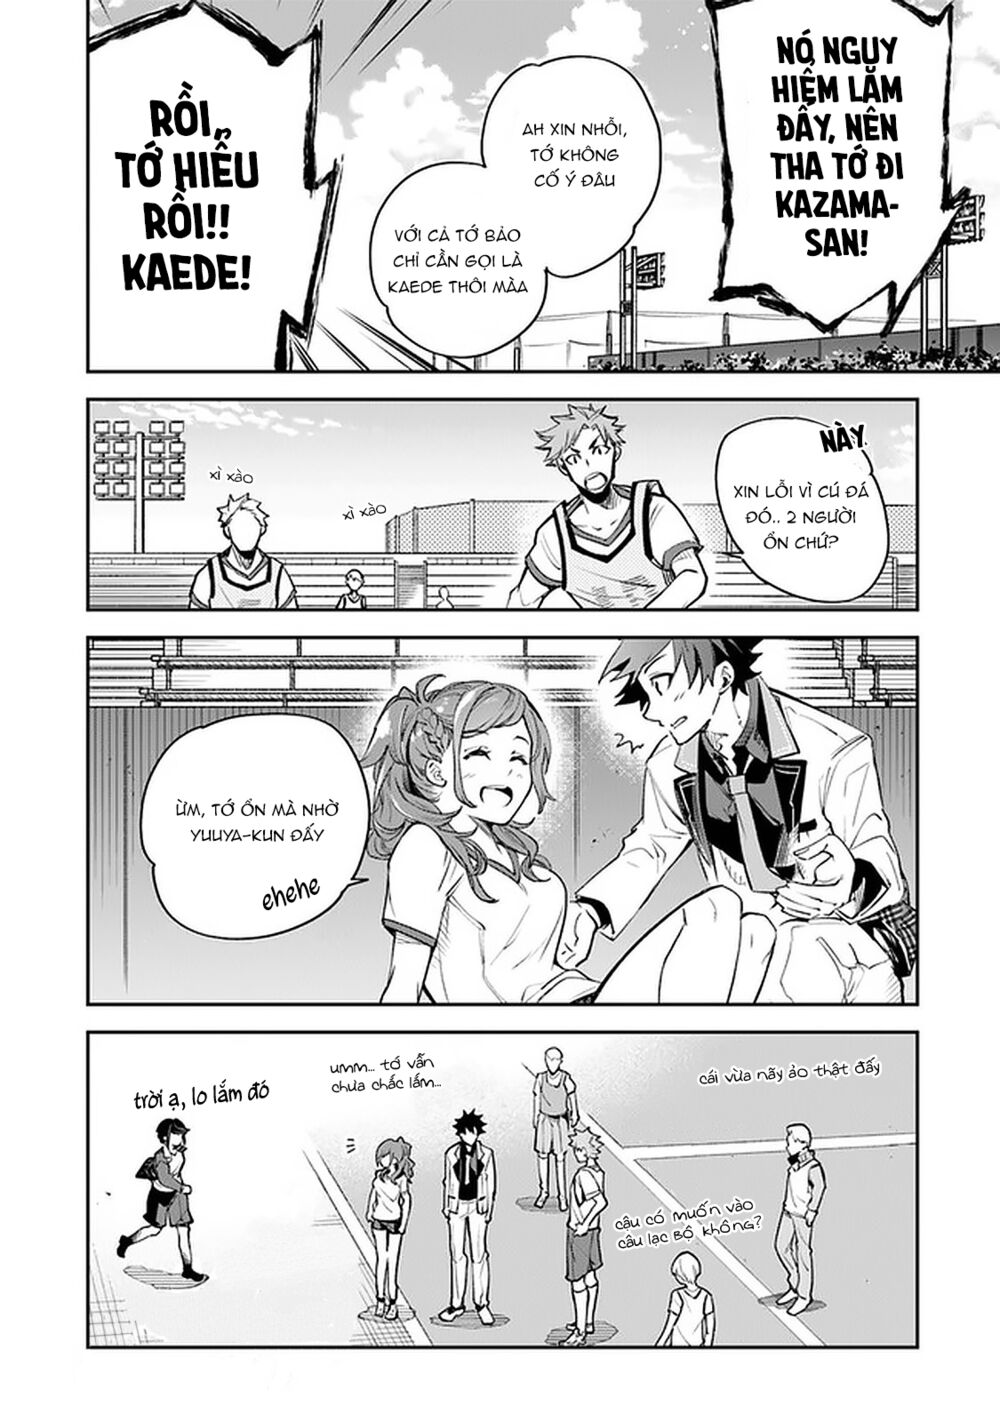 NÓ NGUY
HIỂM LẮM
ĐẤY, NÊN
THA TỚ ĐI
KAZAMA-
SAN!
AH XIN NHỖI,
TỚ KHÔNG
CỐ Ý ĐÂU
VỚI CẢ TỚ BẢO
CHỈ CẦN GỌI LÀ
KAEDE THÔI MÀA
RỒI,
TỚ HIỂU
RỒI!!
KAEDE!
NÀY.
XIN LỖI VÌ CÚ ĐÁ
ĐÓ.. 2 NGƯỜI
ỔN CHỨ?
xì xào
xì xào
ỪM, TỚ ỔN MÀ NHỜ
YUUYA-KUN ĐẤY
ehehe
cái vừa nãy ảo thật đấy
umm... tớ vẫn
chưa chắc lắm...
trời ạ, lo lắm đó
câu có muốn vào
câu lạc bộ không?